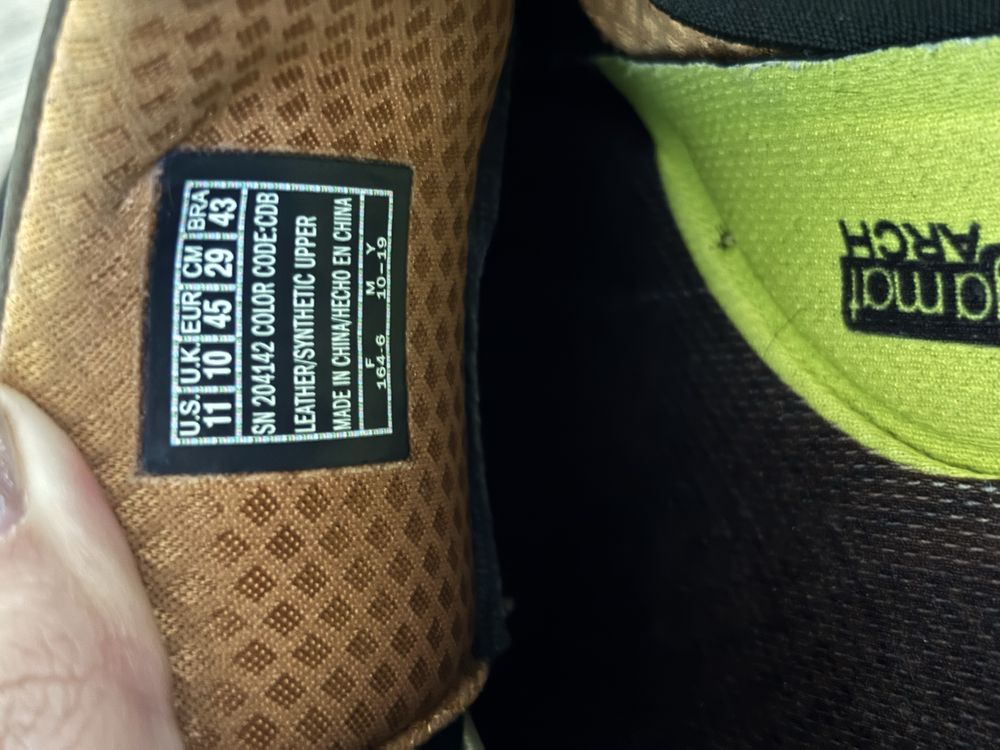 U.S. U.K. EUR CM BRA
11 10 45 29 43
SN 204142 COLOR CODE:CDB
LEATHER/SYNTHETIC UPPER
MADE IN CHINA/HECHO EN CHINA
F M Y
164-6 10-19
ARCH